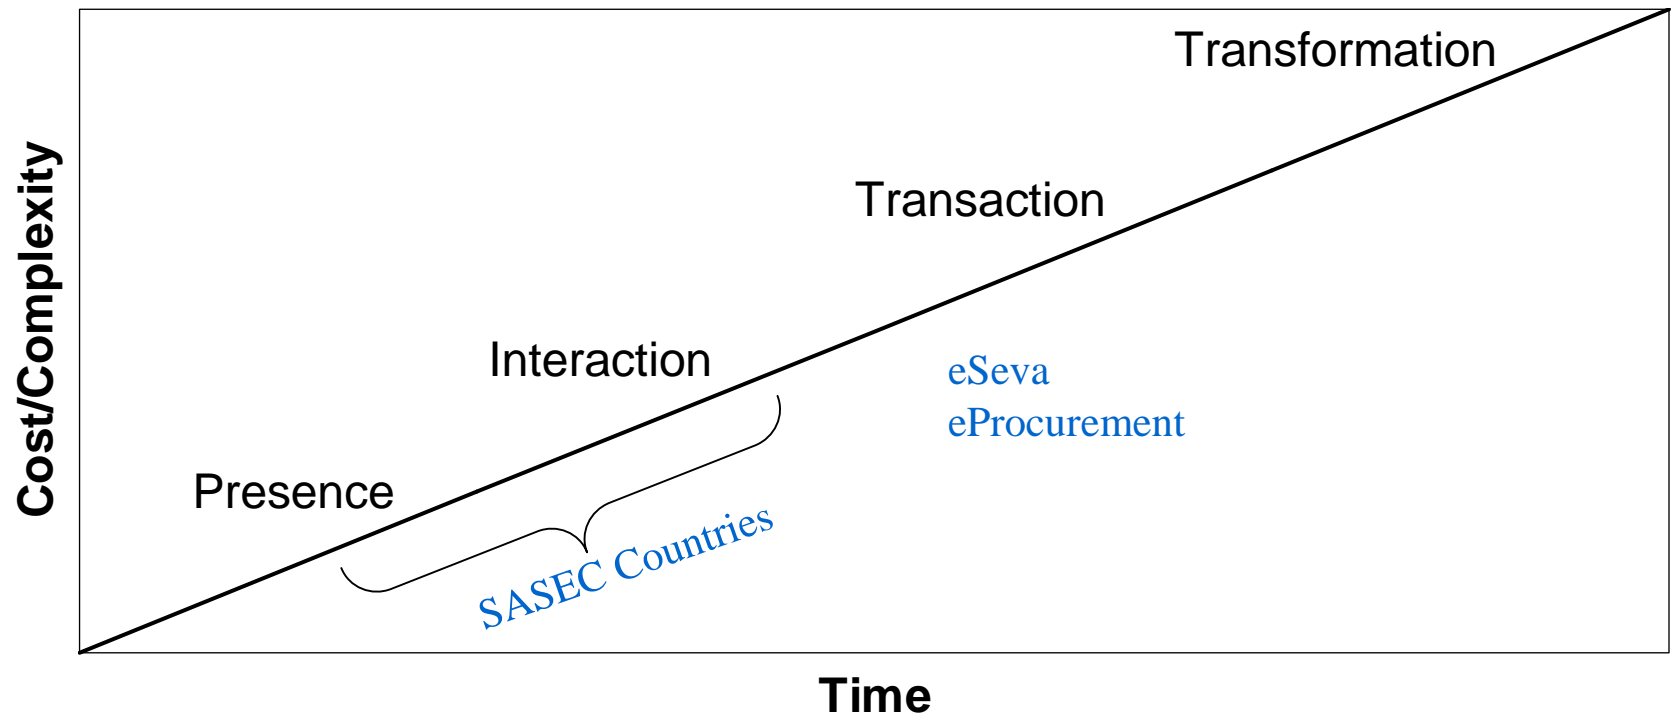 Transformation
Transaction
Interaction
Presence
eSeva
eProcurement
SASEC Countries
Cost/Complexity
Time